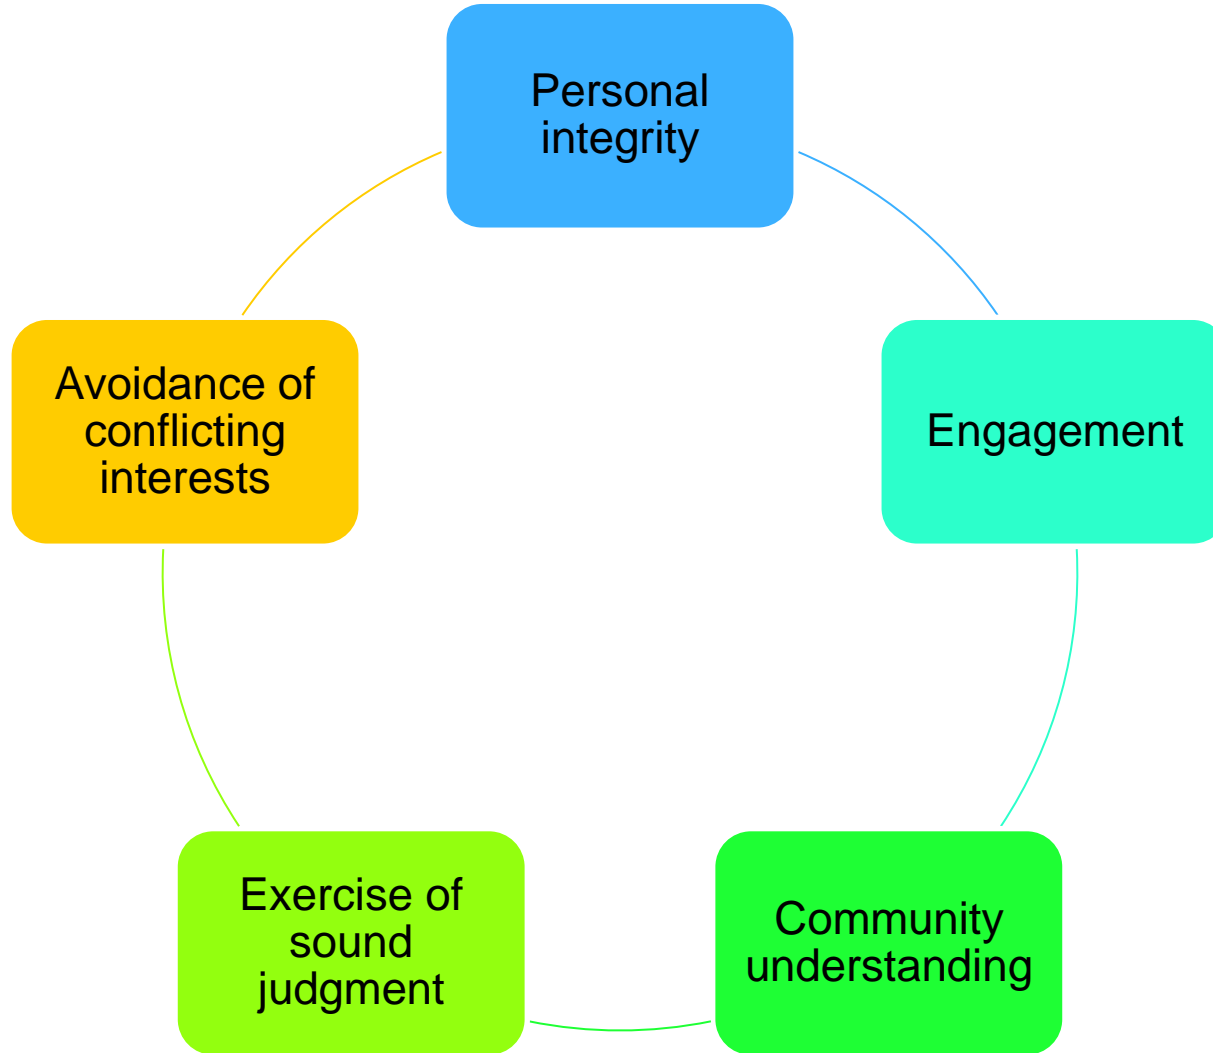 Personal
integrity
Engagement
Community
understanding
Exercise of
sound
judgment
Avoidance of
conflicting
interests